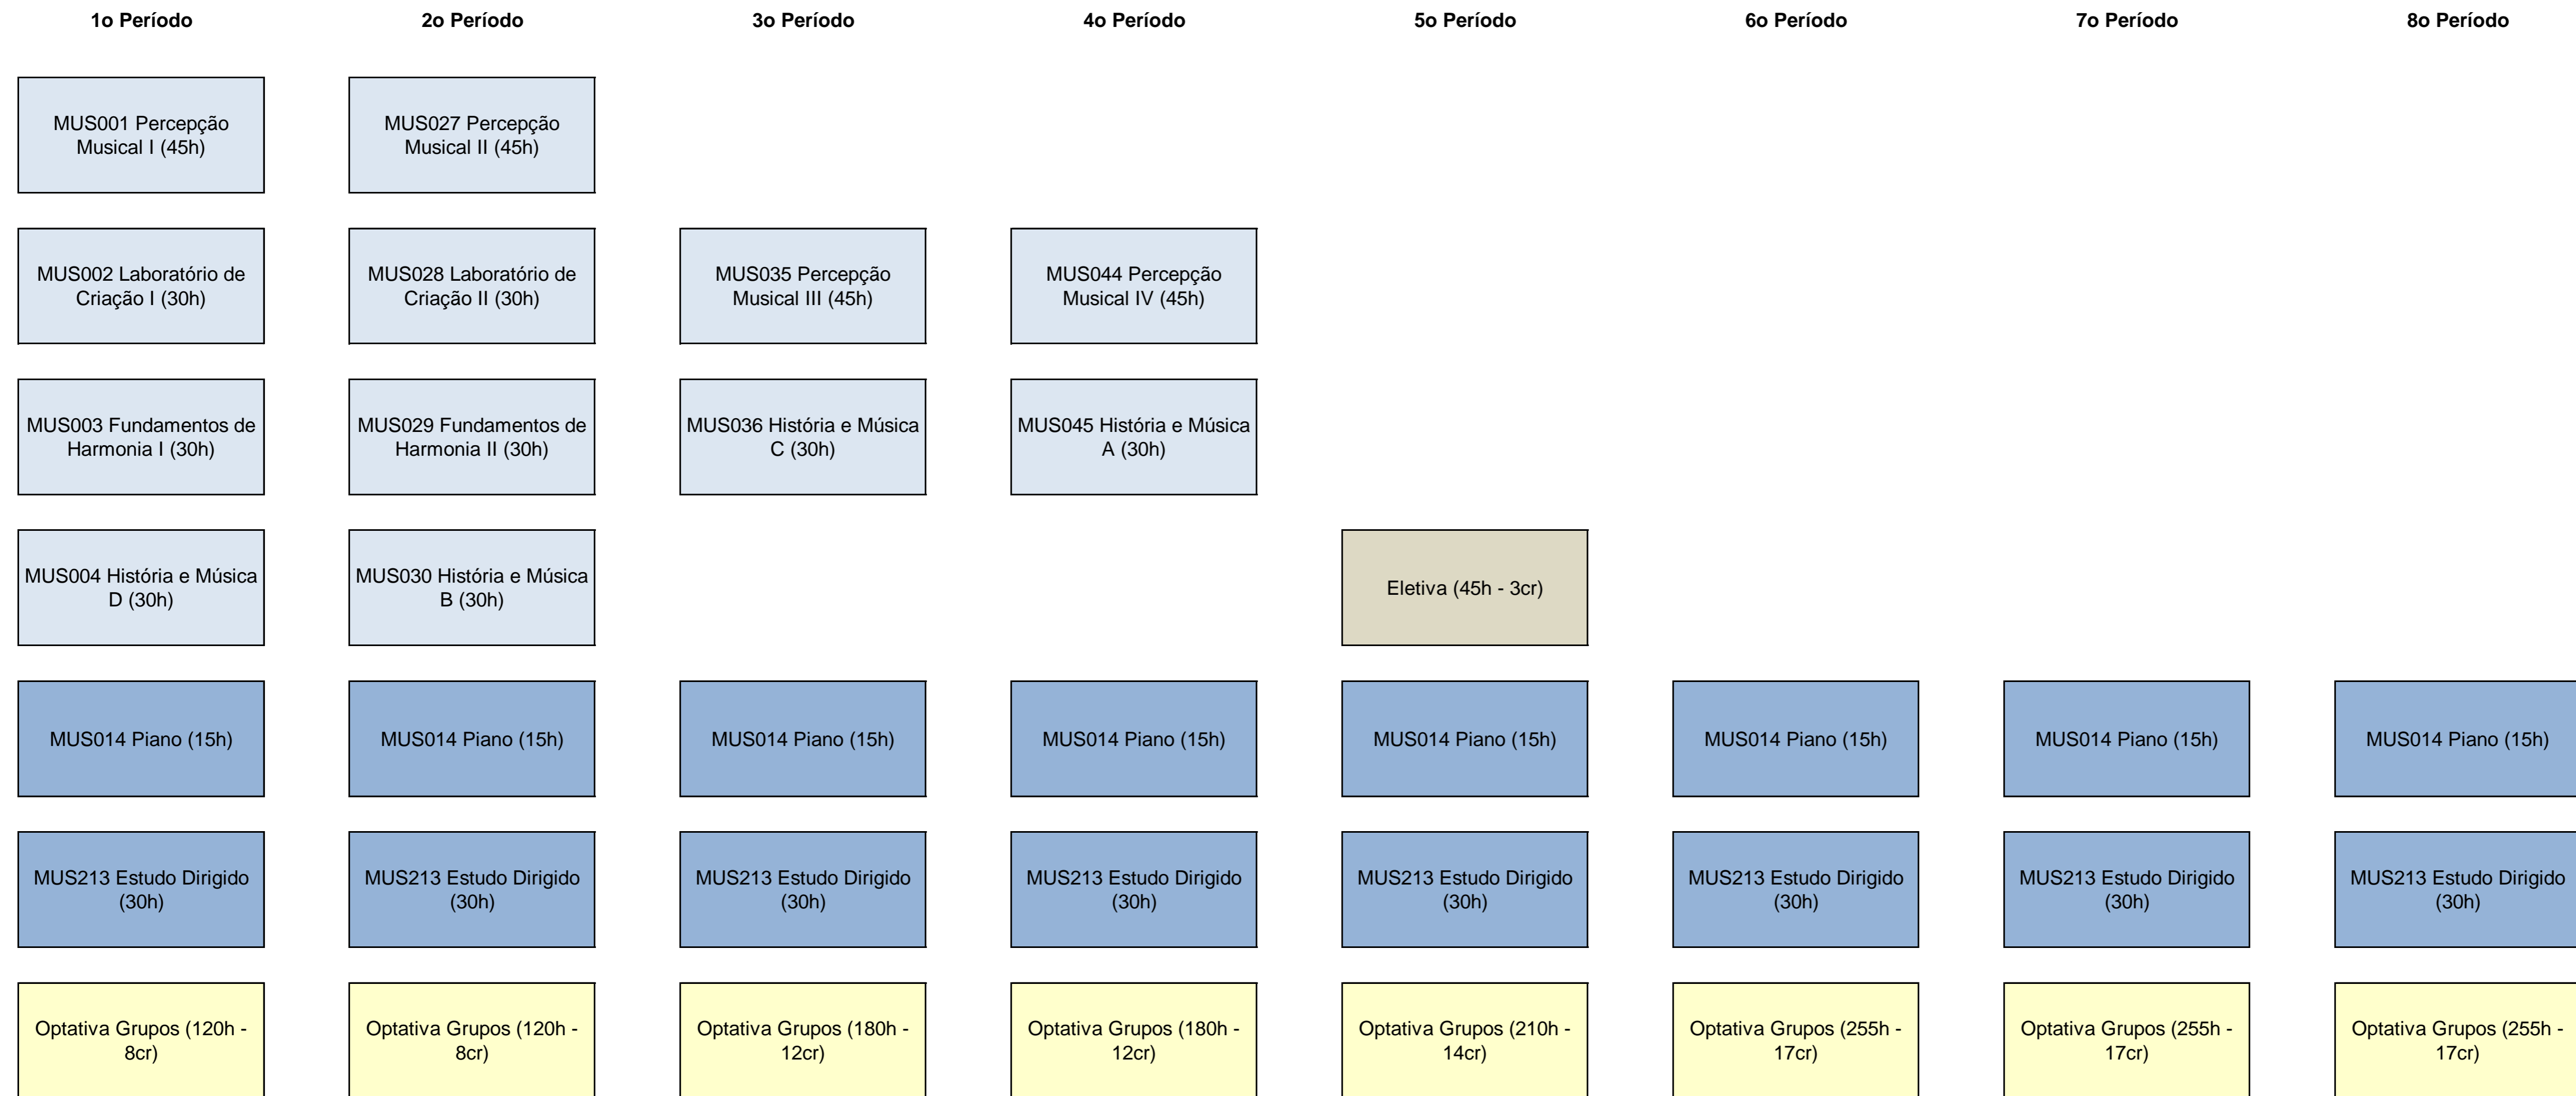 1o Período
2o Período
3o Período
4o Período
5o Período
6o Período
7o Período
8o Período
MUS001 Percepção
Musical I (45h)
MUS027 Percepção
Musical II (45h)
MUS002 Laboratório de
Criação I (30h)
MUS028 Laboratório de
Criação II (30h)
MUS035 Percepção
Musical III (45h)
MUS044 Percepção
Musical IV (45h)
MUS003 Fundamentos de
Harmonia I (30h)
MUS029 Fundamentos de
Harmonia II (30h)
MUS036 História e Música
C (30h)
MUS045 História e Música
A (30h)
MUS004 História e Música
D (30h)
MUS030 História e Música
B (30h)
Eletiva (45h - 3cr)
MUS014 Piano (15h)
MUS014 Piano (15h)
MUS014 Piano (15h)
MUS014 Piano (15h)
MUS014 Piano (15h)
MUS014 Piano (15h)
MUS014 Piano (15h)
MUS014 Piano (15h)
MUS213 Estudo Dirigido
(30h)
MUS213 Estudo Dirigido
(30h)
MUS213 Estudo Dirigido
(30h)
MUS213 Estudo Dirigido
(30h)
MUS213 Estudo Dirigido
(30h)
MUS213 Estudo Dirigido
(30h)
MUS213 Estudo Dirigido
(30h)
MUS213 Estudo Dirigido
(30h)
Optativa Grupos (120h -
8cr)
Optativa Grupos (120h -
8cr)
Optativa Grupos (180h -
12cr)
Optativa Grupos (180h -
12cr)
Optativa Grupos (210h -
14cr)
Optativa Grupos (255h -
17cr)
Optativa Grupos (255h -
17cr)
Optativa Grupos (255h -
17cr)